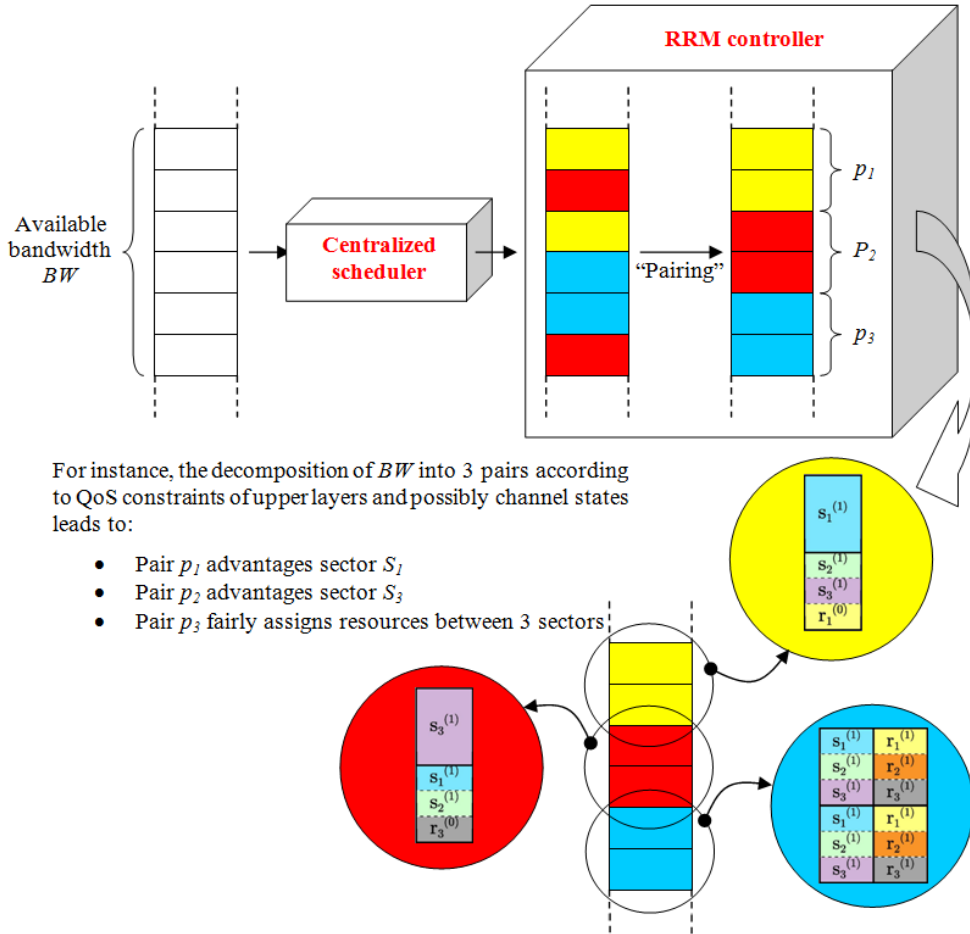 RRM controller
Available
bandwidth
BW
Centralized
scheduler
“Pairing”
p₁
P₂
p₃
For instance, the decomposition of BW into 3 pairs according
to QoS constraints of upper layers and possibly channel states
leads to:
• Pair p₁ advantages sector S₁
• Pair p₂ advantages sector S₃
• Pair p₃ fairly assigns resources between 3 sectors
s₁⁽¹⁾
s₂⁽¹⁾
s₃⁽¹⁾
r₁⁽⁰⁾
s₃⁽¹⁾
s₁⁽¹⁾
s₂⁽¹⁾
r₃⁽⁰⁾
s₁⁽¹⁾ r₁⁽¹⁾
s₂⁽¹⁾ r₂⁽¹⁾
s₃⁽¹⁾ r₃⁽¹⁾
s₁⁽¹⁾ r₁⁽¹⁾
s₂⁽¹⁾ r₂⁽¹⁾
s₃⁽¹⁾ r₃⁽¹⁾